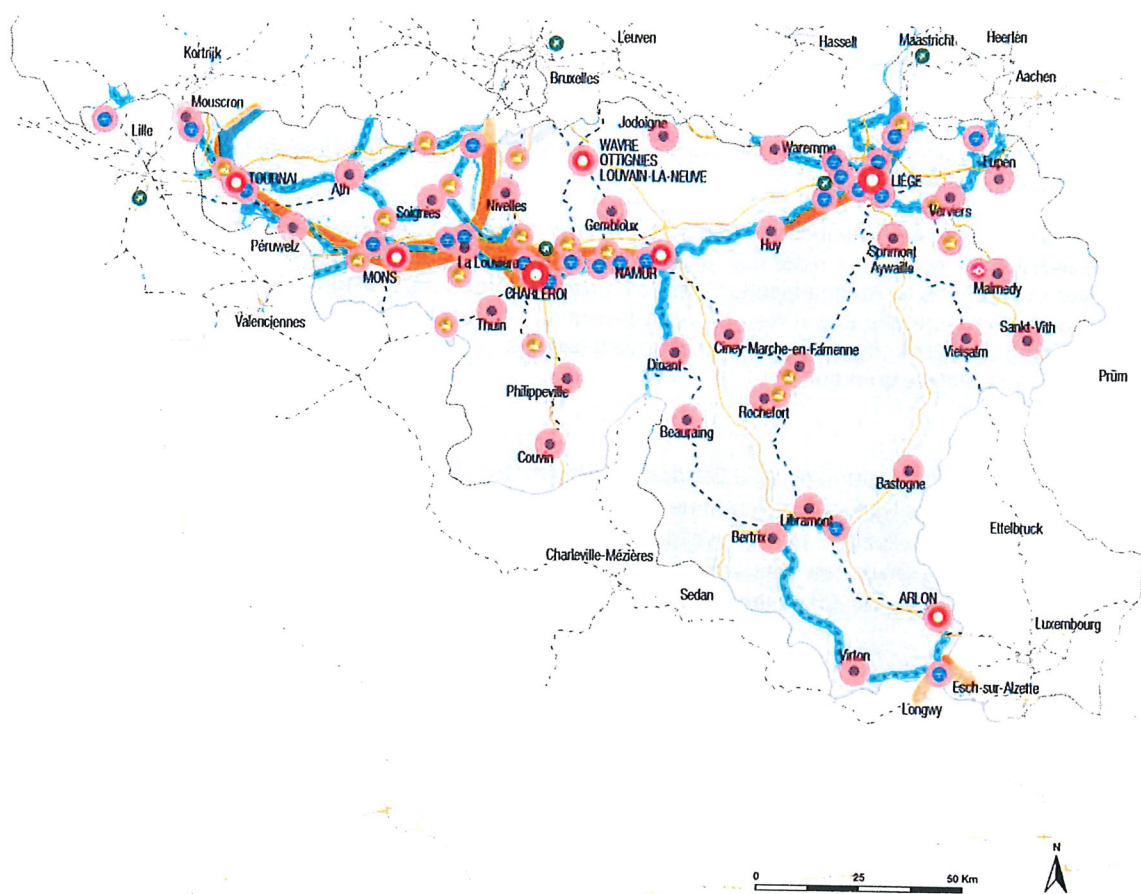 Leuven
Hasselt
Maastricht
Heerlen
Kortrijk
Bruxelles
Aachen
Mouscron
Lille
Jodoigne
WAVRE
OTTIGNIES
LOUVAIN-LA-NEUVE
Waremme
TOURNAI
Ath
Soignies
Nivelles
Gembloux
LIÈGE
Eupen
Verviers
Péruwelz
MONS
La Louvière
CHARLEROI
NAMUR
Huy
Sprimont
Aywaille
Malmedy
Valenciennes
Thuin
Ciney-Marche-en-Famenne
Sankt-Vith
Vielsalm
Dinant
Prüm
Philippeville
Rochefort
Beauraing
Couvin
Bastogne
Libramont
Ettelbruck
Bertrix
Charleville-Mézières
Sedan
ARLON
Luxembourg
Virton
Esch-sur-Alzette
Longwy
N
0 25 50 Km